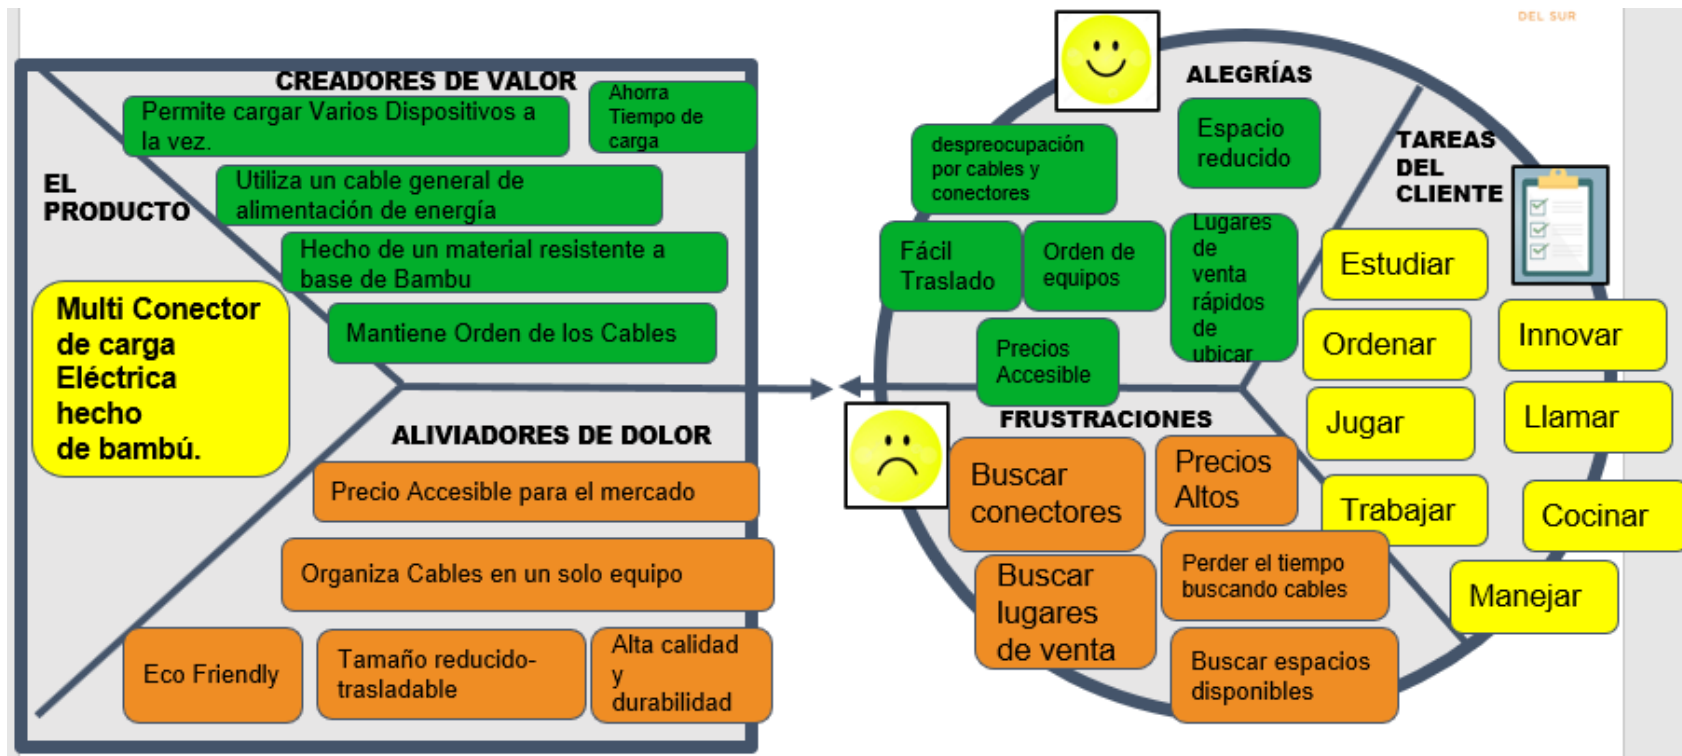 DEL SUR
CREADORES DE VALOR
Permite cargar Varios Dispositivos a
la vez.
Ahorra
Tiempo de
carga
EL
PRODUCTO
Utiliza un cable general de
alimentación de energía
Hecho de un material resistente a
base de Bambu
Mantiene Orden de los Cables
Multi Conector
de carga
Eléctrica
hecho
de bambú.
ALIVIADORES DE DOLOR
Precio Accesible para el mercado
Organiza Cables en un solo equipo
Eco Friendly
Tamaño reducido-
trasladable
Alta calidad
y
durabilidad
ALEGRÍAS
despreocupación
por cables y
conectores
Espacio
reducido
Fácil
Traslado
Orden de
equipos
Lugares
de
venta
rápidos
de
ubicar
Precios
Accesible
TAREAS
DEL
CLIENTE
Estudiar
Ordenar
Innovar
Jugar
Llamar
Trabajar
Cocinar
Manejar
FRUSTRACIONES
Buscar
conectores
Precios
Altos
Buscar
lugares
de venta
Perder el tiempo
buscando cables
Buscar espacios
disponibles